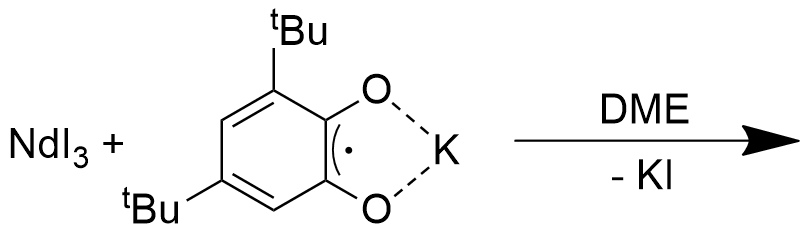 tBu
O
NdI3 +
K
DME
- KI
tBu
O